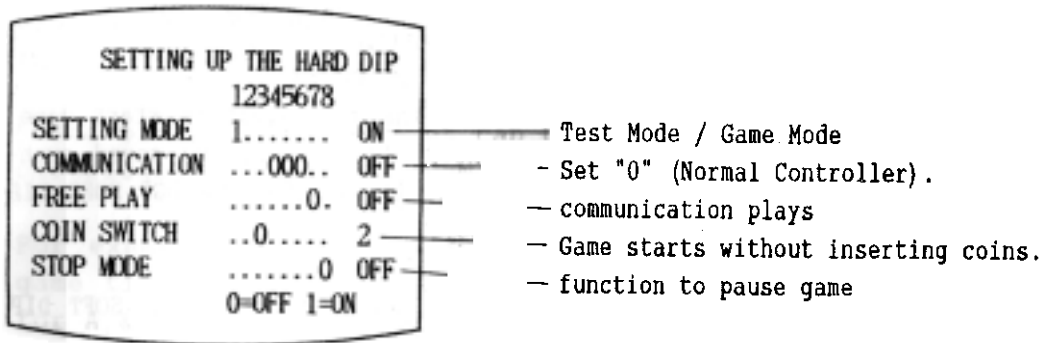 SETTING UP THE HARD DIP
12345678
SETTING MODE 1....... ON — Test Mode / Game Mode
COMMUNICATION ...000.. OFF — - Set "0" (Normal Controller).
FREE PLAY ......0. OFF — — communication plays
COIN SWITCH ..0..... 2 — — Game starts without inserting coins.
STOP MODE .......0 OFF — — function to pause game
0=OFF 1=ON